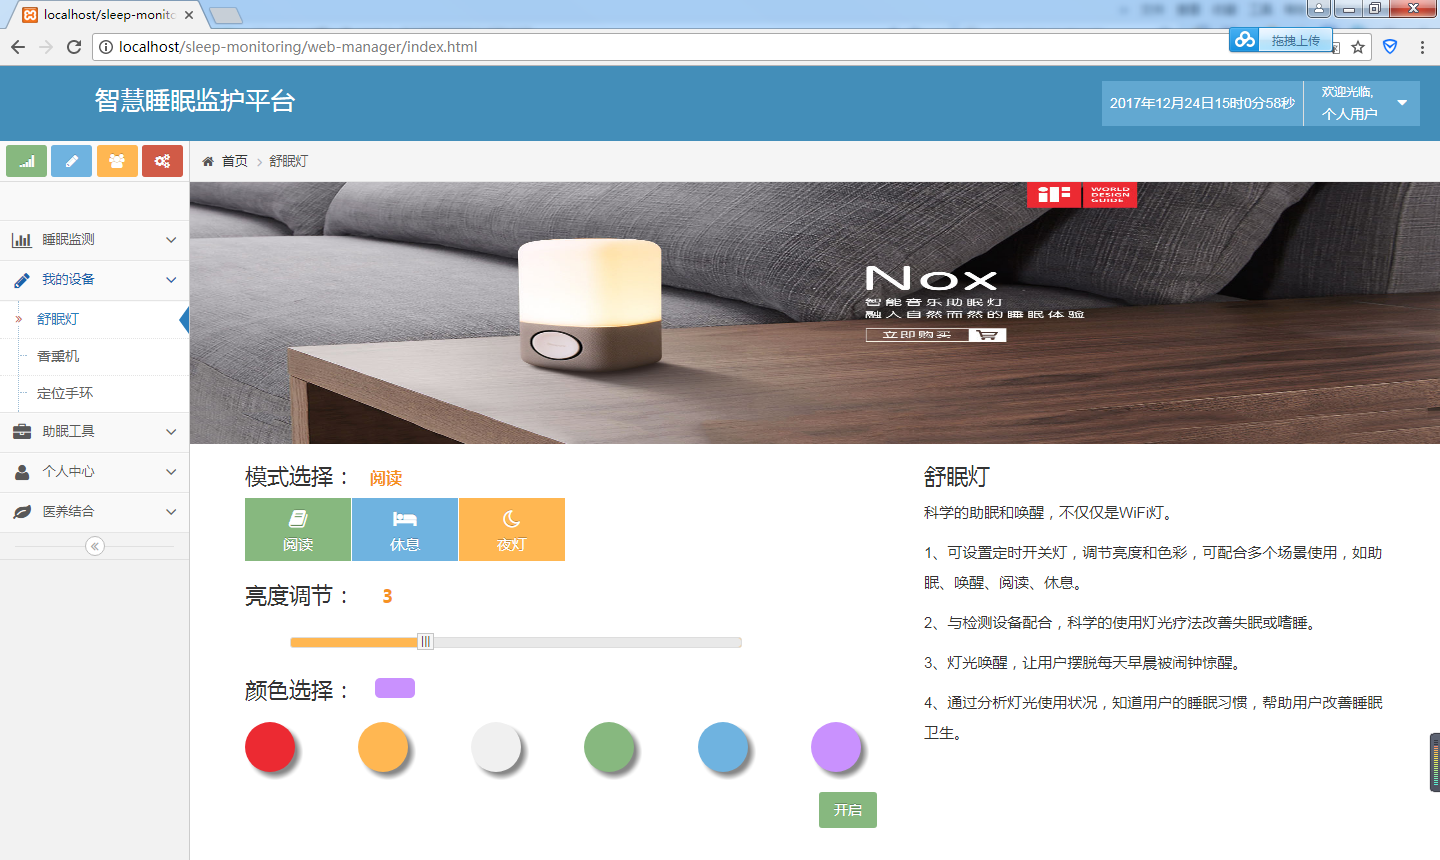 localhost/sleep-monito
localhost/sleep-monitoring/web-manager/index.html
拖拽上传
智慧睡眠监护平台
2017年12月24日15时0分58秒
欢迎光临,
个人用户
首页
舒眠灯
睡眠监测
我的设备
舒眠灯
香熏机
定位手环
助眠工具
个人中心
医养结合
iF
WORLD
DESIGN
GUIDE
Nox
智能音乐助眠灯
融入自然而然的睡眠体验
立即购买
模式选择：
阅读
阅读
休息
夜灯
亮度调节：
3
颜色选择：
开启
舒眠灯
科学的助眠和唤醒，不仅仅是WiFi灯。
1、可设置定时开关灯，调节亮度和色彩，可配合多个场景使用，如助
眠、唤醒、阅读、休息。
2、与检测设备配合，科学的使用灯光疗法改善失眠或嗜睡。
3、灯光唤醒，让用户摆脱每天早晨被闹钟惊醒。
4、通过分析灯光使用状况，知道用户的睡眠习惯，帮助用户改善睡眠
卫生。